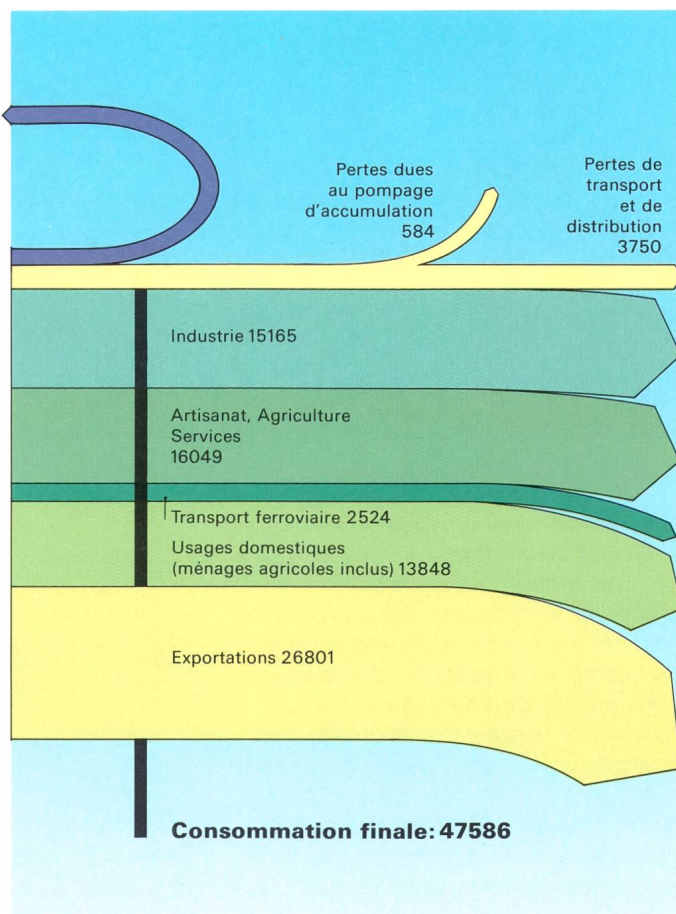 Pertes dues
au pompage
d'accumulation
584
Pertes de
transport
et de
distribution
3750
Industrie 15165
Artisanat, Agriculture
Services
16049
Transport ferroviaire 2524
Usages domestiques
(ménages agricoles inclus) 13848
Exportations 26801
Consommation finale: 47586